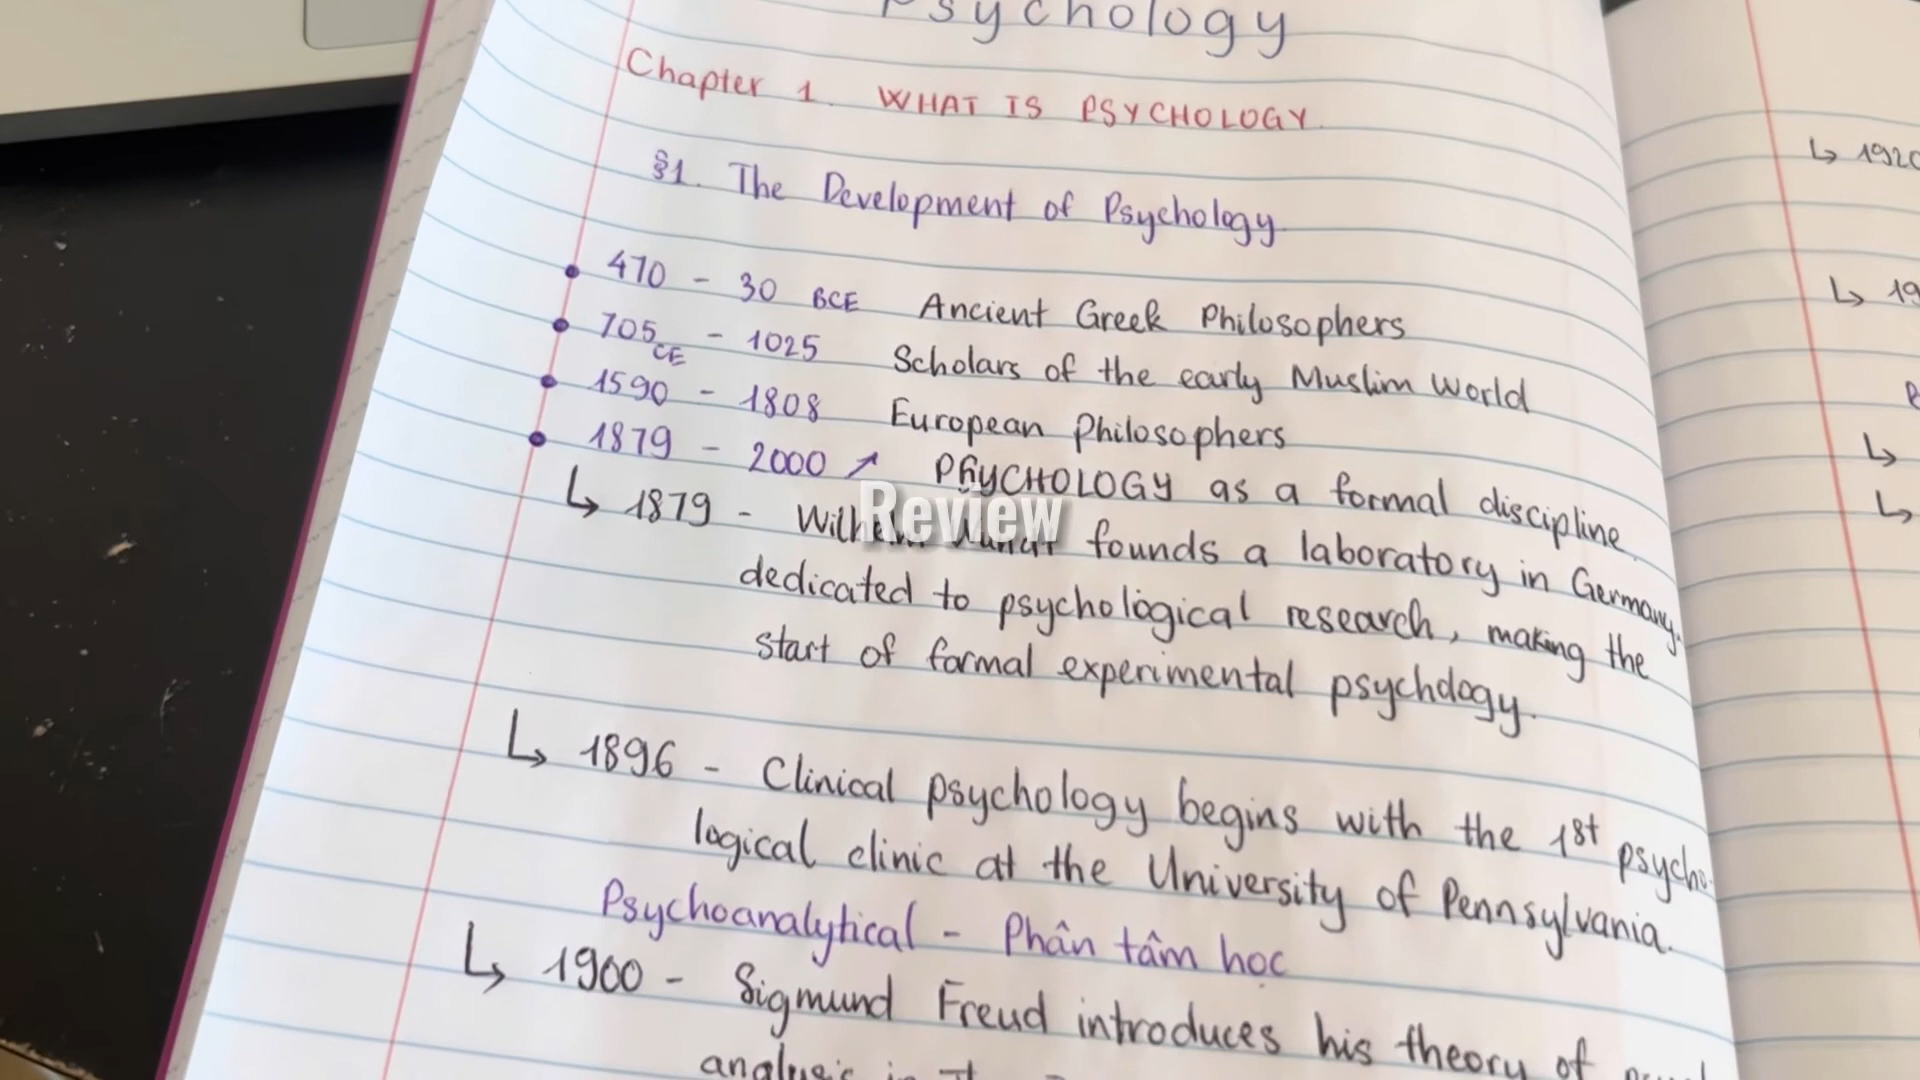 Psychology
Chapter 1. WHAT IS PSYCHOLOGY.
§1. The Development of Psychology
470 - 30 BCE Ancient Greek Philosophers
705 CE - 1025 Scholars of the early Muslim World
1590 - 1808 European Philosophers
1879 - 2000 ↗ PSYCHOLOGY as a formal discipline.
Review
↳ 1879 - Wilhelm founds a laboratory in Germany.
dedicated to psychological research, making the
start of formal experimental psychology.
↳ 1896 - Clinical psychology begins with the 1st psycho-
logical clinic at the University of Pennsylvania.
Psychoanalytical - Phân tâm học
↳ 1900 - Sigmund Freud introduces his theory of
↳ 1920
↳ 19
↳
↳